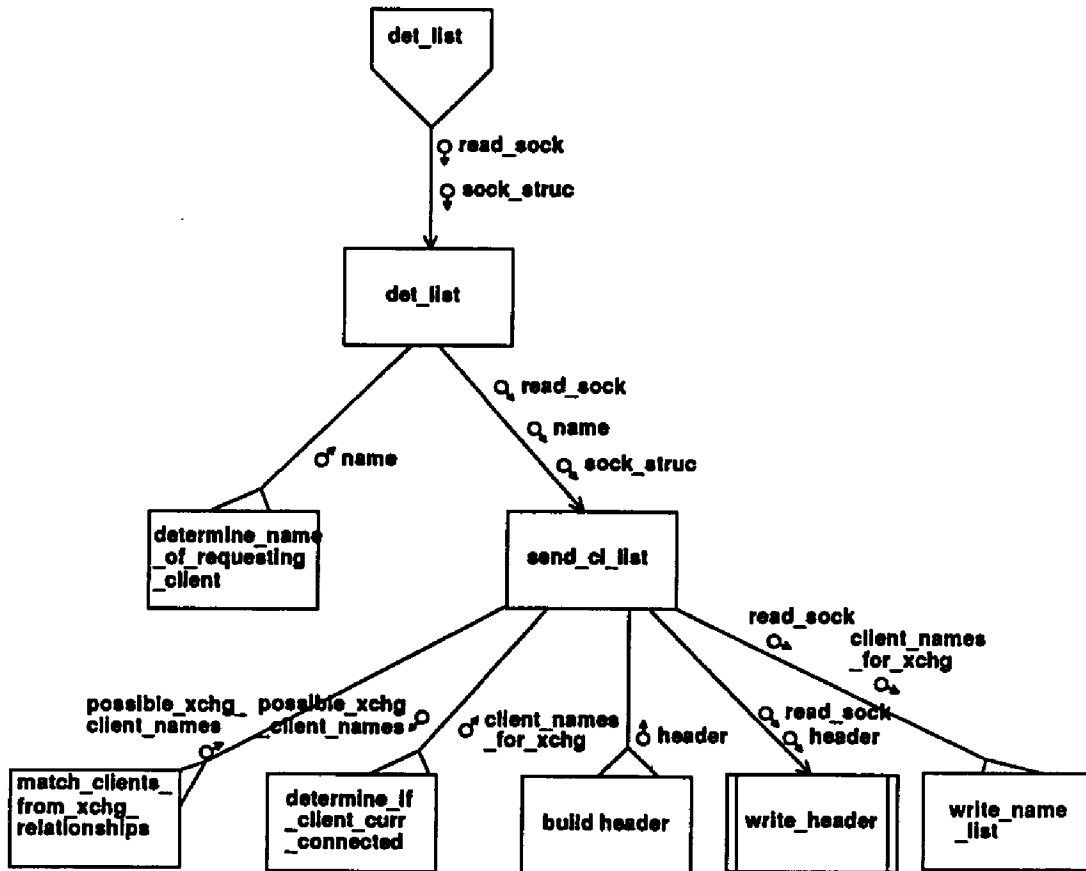 det_list
read_sock
sock_struc
det_list
read_sock
name
sock_struc
name
determine_name
_of_requesting
_client
send_cl_list
read_sock
client_names
_for_xchg
possible_xchg_
client_names
possible_xchg
_client_names
client_names
_for_xchg
header
read_sock
header
match_clients_
from_xchg_
relationships
determine_if
_client_curr
_connected
build header
write_header
write_name
_list